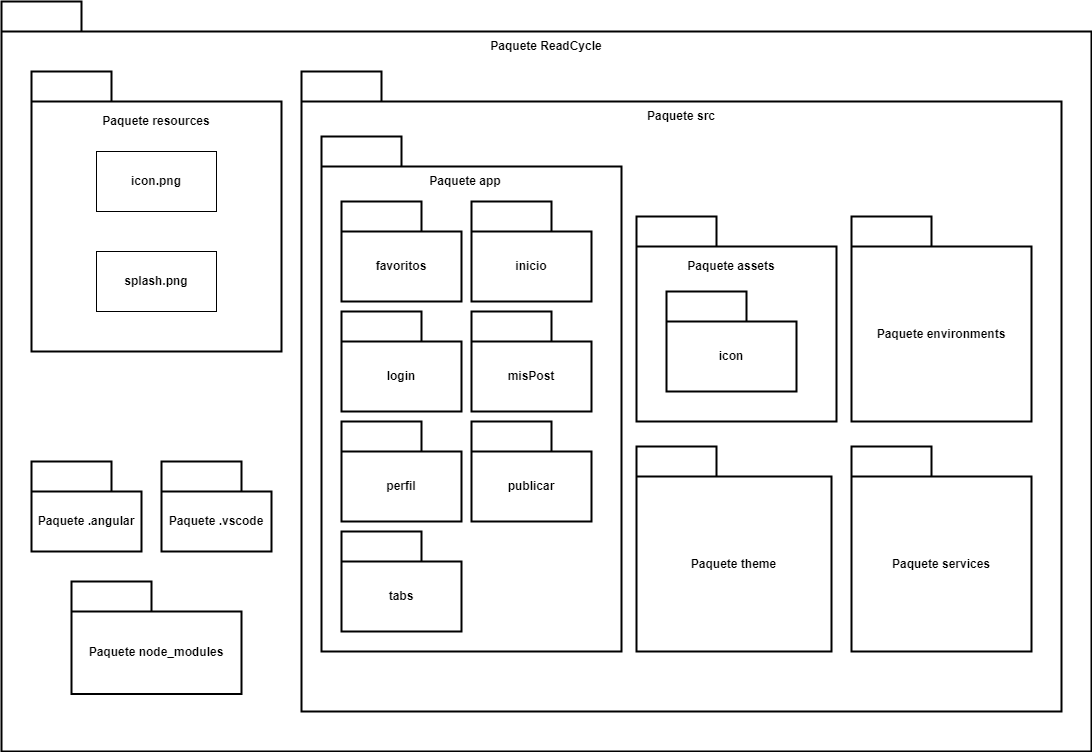 Paquete ReadCycle
Paquete resources
icon.png
splash.png
Paquete .angular
Paquete .vscode
Paquete node_modules
Paquete src
Paquete app
favoritos
inicio
login
misPost
perfil
publicar
tabs
Paquete assets
icon
Paquete environments
Paquete theme
Paquete services